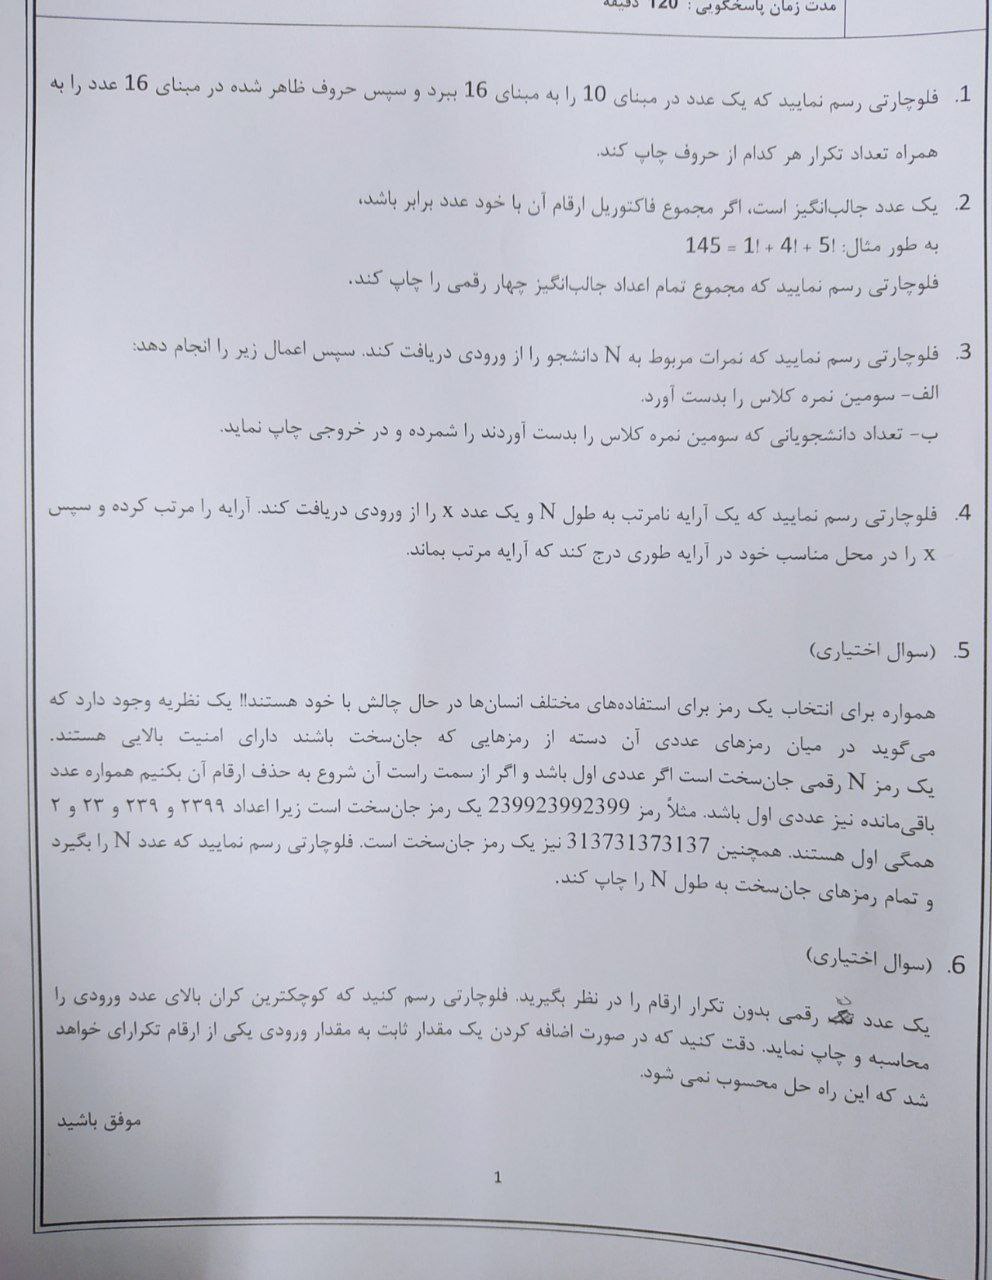 مدت زمان پاسخگویی : 120 دقیقه
1. فلوچارتی رسم نمایید که یک عدد در مبنای 10 را به مبنای 16 ببرد و سپس حروف ظاهر شده در مبنای 16 عدد را به
همراه تعداد تکرار هر کدام از حروف چاپ کند.
2. یک عدد جالب‌انگیز است، اگر مجموع فاکتوریل ارقام آن با خود عدد برابر باشد،
به طور مثال: 145 = 1! + 4! + 5!
فلوچارتی رسم نمایید که مجموع تمام اعداد جالب‌انگیز چهار رقمی را چاپ کند.
3. فلوچارتی رسم نمایید که نمرات مربوط به N دانشجو را از ورودی دریافت کند. سپس اعمال زیر را انجام دهد:
الف- سومین نمره کلاس را بدست آورد.
ب- تعداد دانشجویانی که سومین نمره کلاس را بدست آوردند را شمرده و در خروجی چاپ نماید.
4. فلوچارتی رسم نمایید که یک آرایه نامرتب به طول N و یک عدد x را از ورودی دریافت کند. آرایه را مرتب کرده و سپس
x را در محل مناسب خود در آرایه طوری درج کند که آرایه مرتب بماند.
5. (سوال اختیاری)
همواره برای انتخاب یک رمز برای استفاده‌های مختلف انسان‌ها در حال چالش با خود هستند!! یک نظریه وجود دارد که
می‌گوید در میان رمزهای عددی آن دسته از رمزهایی که جان‌سخت باشند دارای امنیت بالایی هستند.
یک رمز N رقمی جان‌سخت است اگر عددی اول باشد و اگر از سمت راست آن شروع به حذف ارقام آن بکنیم همواره عدد
باقی‌مانده نیز عددی اول باشد. مثلاً رمز 239923992399 یک رمز جان‌سخت است زیرا اعداد ۲۳۹۹ و ۲۳۹ و ۲۳ و ۲
همگی اول هستند. همچنین 313731373137 نیز یک رمز جان‌سخت است. فلوچارتی رسم نمایید که عدد N را بگیرد
و تمام رمزهای جان‌سخت به طول N را چاپ کند.
6. (سوال اختیاری)
یک عدد رقمی بدون تکرار ارقام را در نظر بگیرید. فلوچارتی رسم کنید که کوچکترین کران بالای عدد ورودی را
محاسبه و چاپ نماید. دقت کنید که در صورت اضافه کردن یک مقدار ثابت به مقدار ورودی یکی از ارقام تکرارای خواهد
شد که این راه حل محسوب نمی شود.
موفق باشید
1